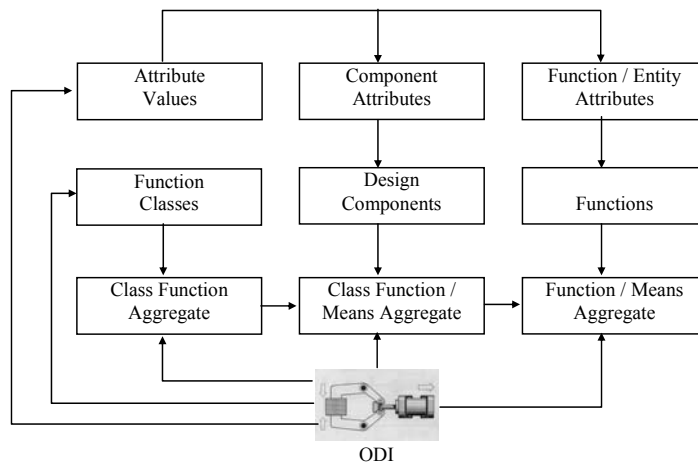 Attribute
Values
Component
Attributes
Function / Entity
Attributes
Function
Classes
Design
Components
Functions
Class Function
Aggregate
Class Function /
Means Aggregate
Function / Means
Aggregate
ODI